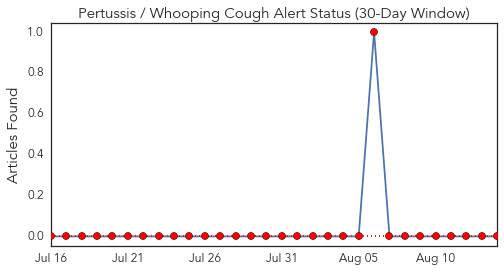 Pertussis / Whooping Cough Alert Status (30-Day Window)
Articles Found
1.0
0.8
0.6
0.4
0.2
0.0
Jul 16 Jul 21 Jul 26 Jul 31 Aug 05 Aug 10